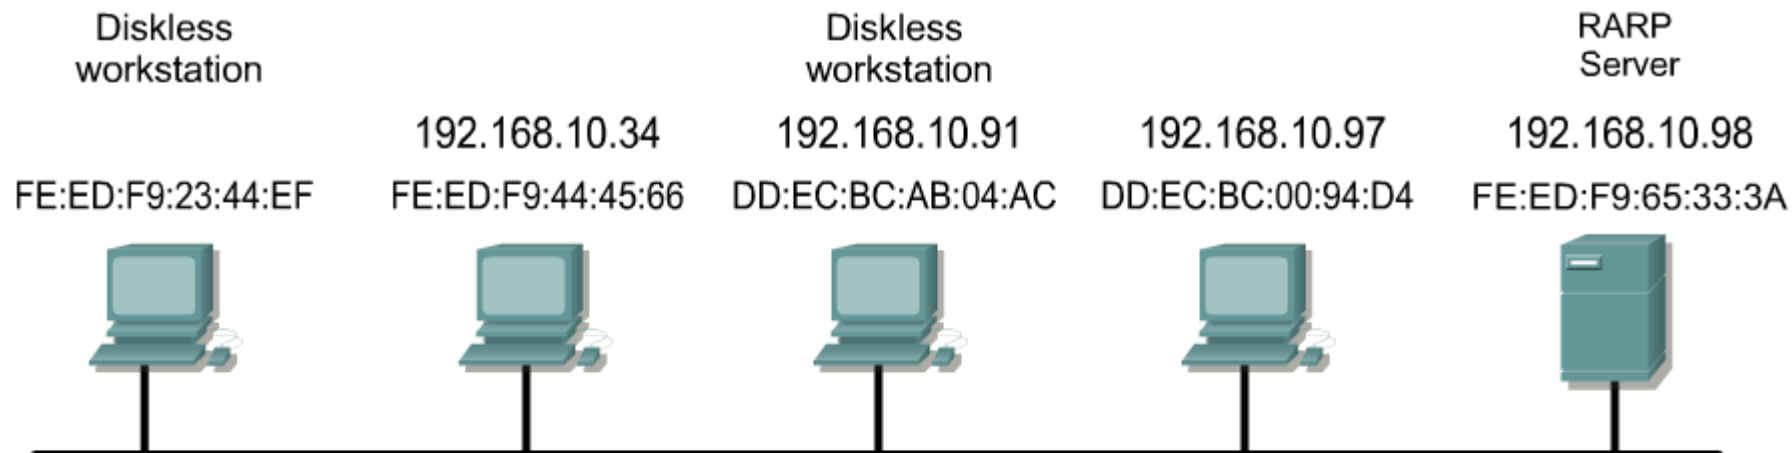 Diskless
workstation
Diskless
workstation
RARP
Server
192.168.10.34
192.168.10.91
192.168.10.97
192.168.10.98
FE:ED:F9:23:44:EF
FE:ED:F9:44:45:66
DD:EC:BC:AB:04:AC
DD:EC:BC:00:94:D4
FE:ED:F9:65:33:3A